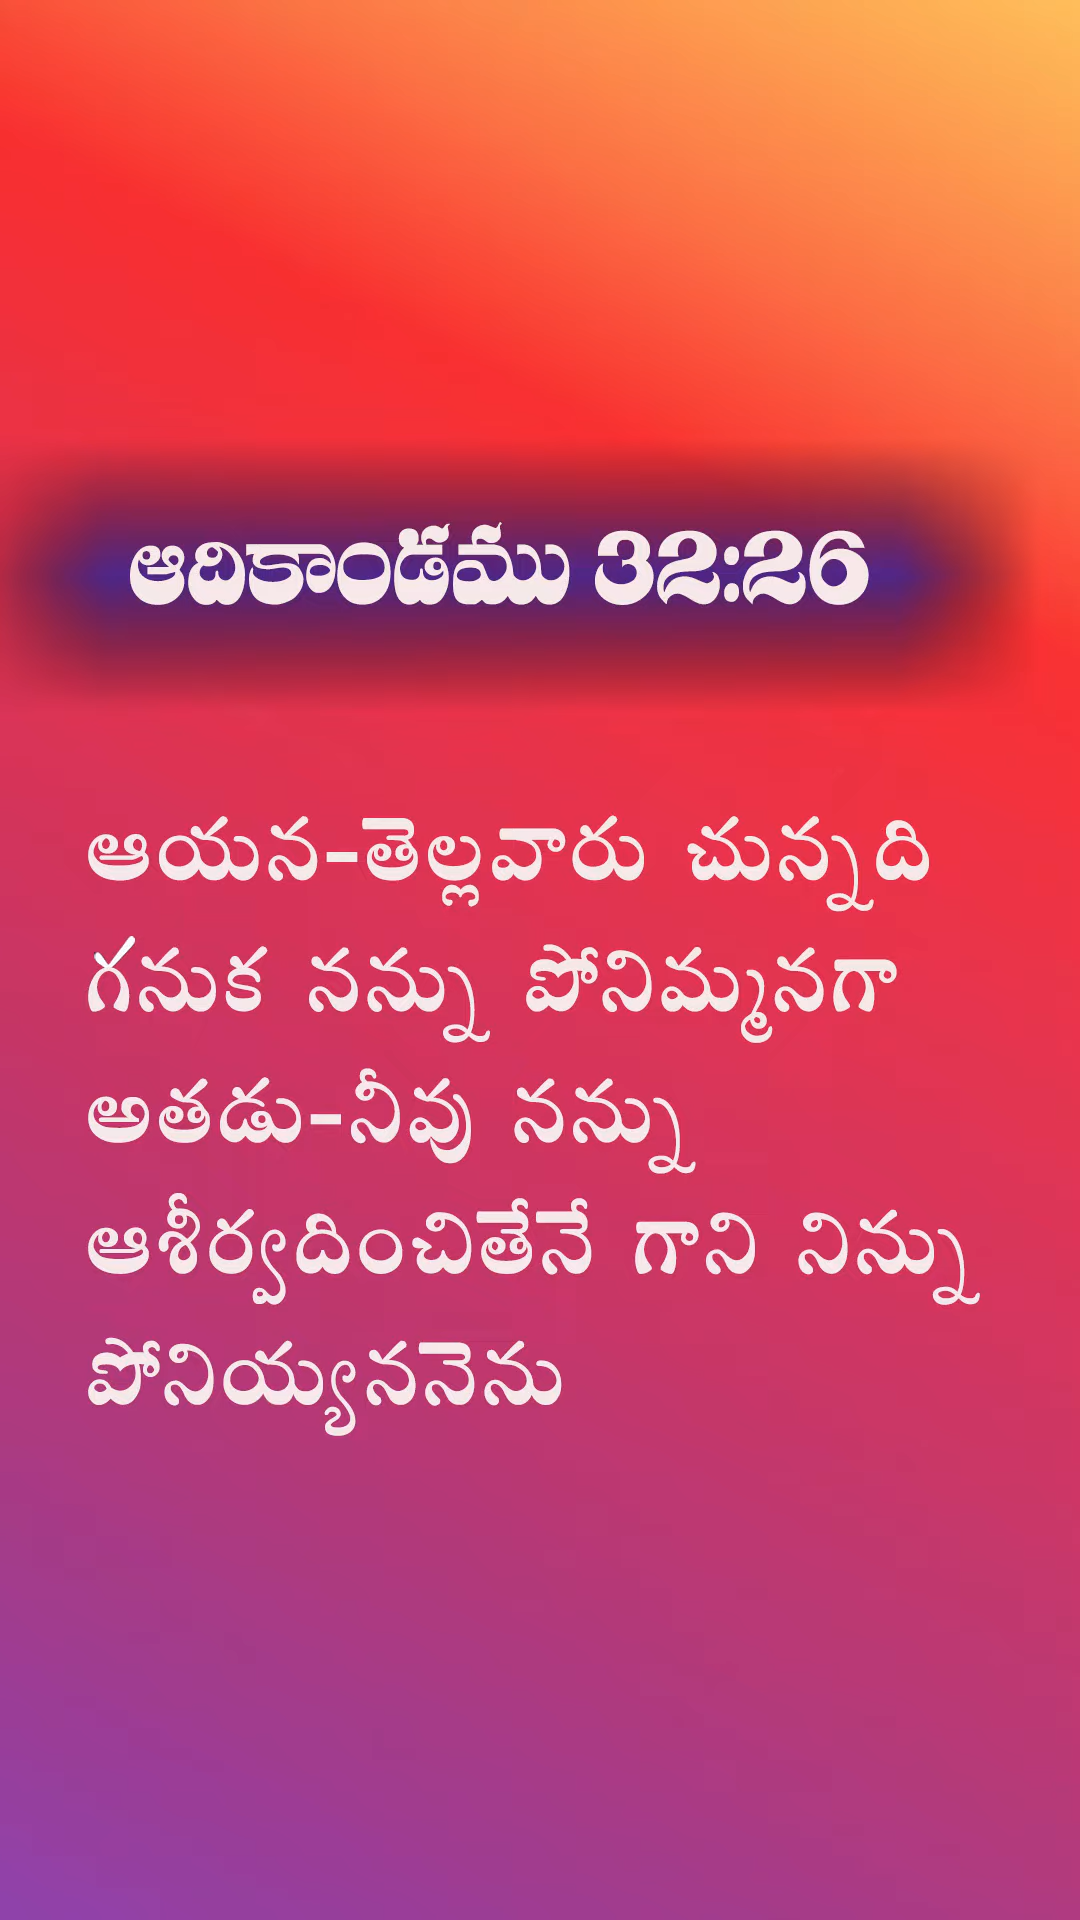 ఆదికాండము 32:26
ఆయన-తెల్లవారు చున్నది
గనుక నన్ను పోనిమ్మనగా
అతడు-నీవు నన్ను
ఆశీర్వదించితేనే గాని నిన్ను
పోనియ్యననెను